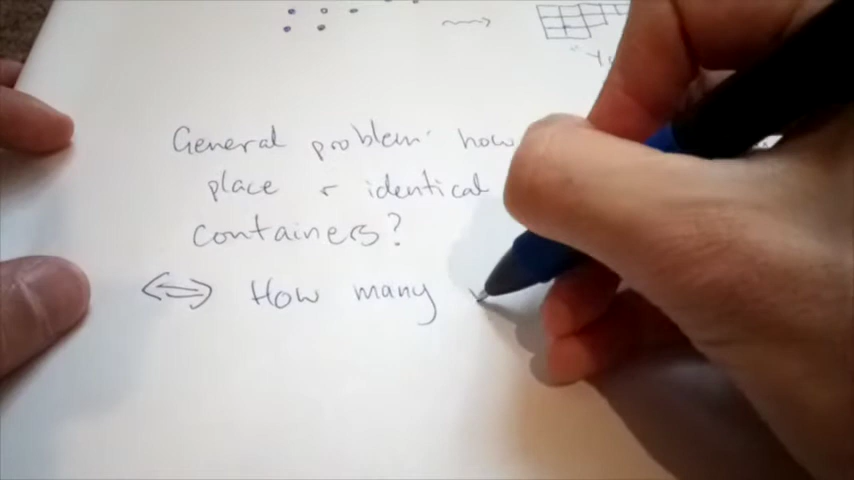 General problem: how
place r identical
containers?
⟺ How many